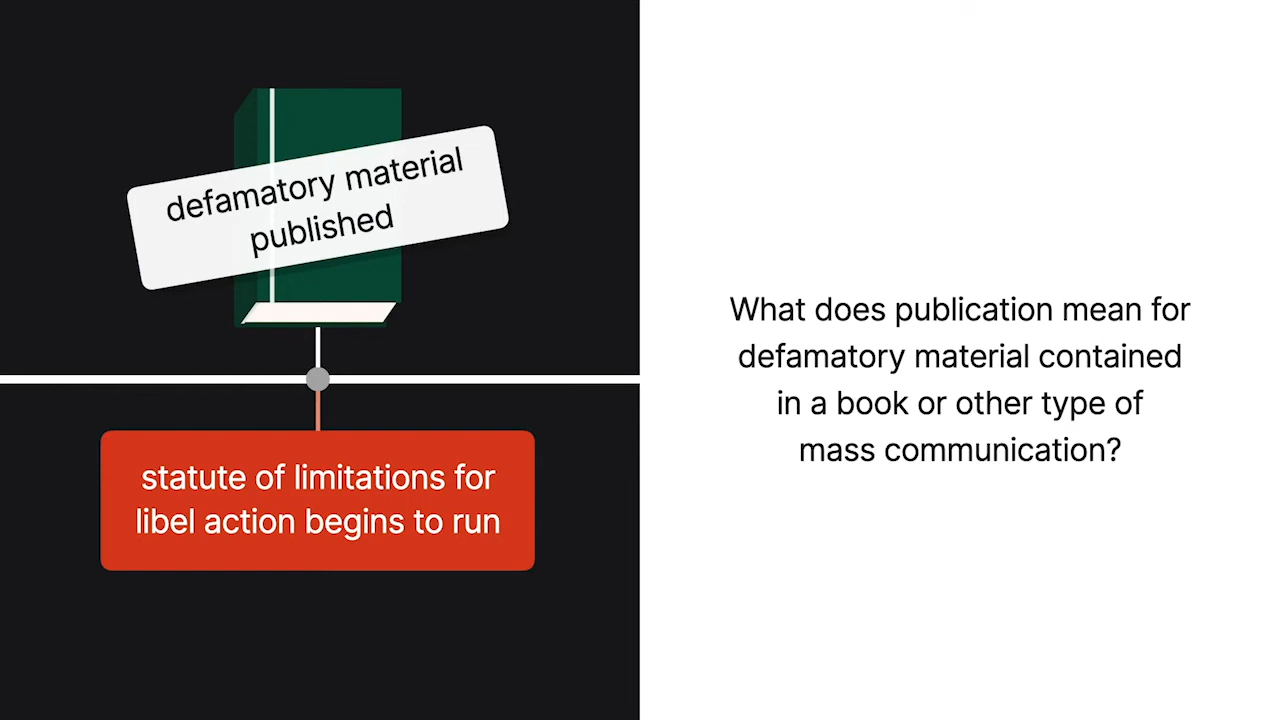 defamatory material
published
statute of limitations for
libel action begins to run
What does publication mean for
defamatory material contained
in a book or other type of
mass communication?